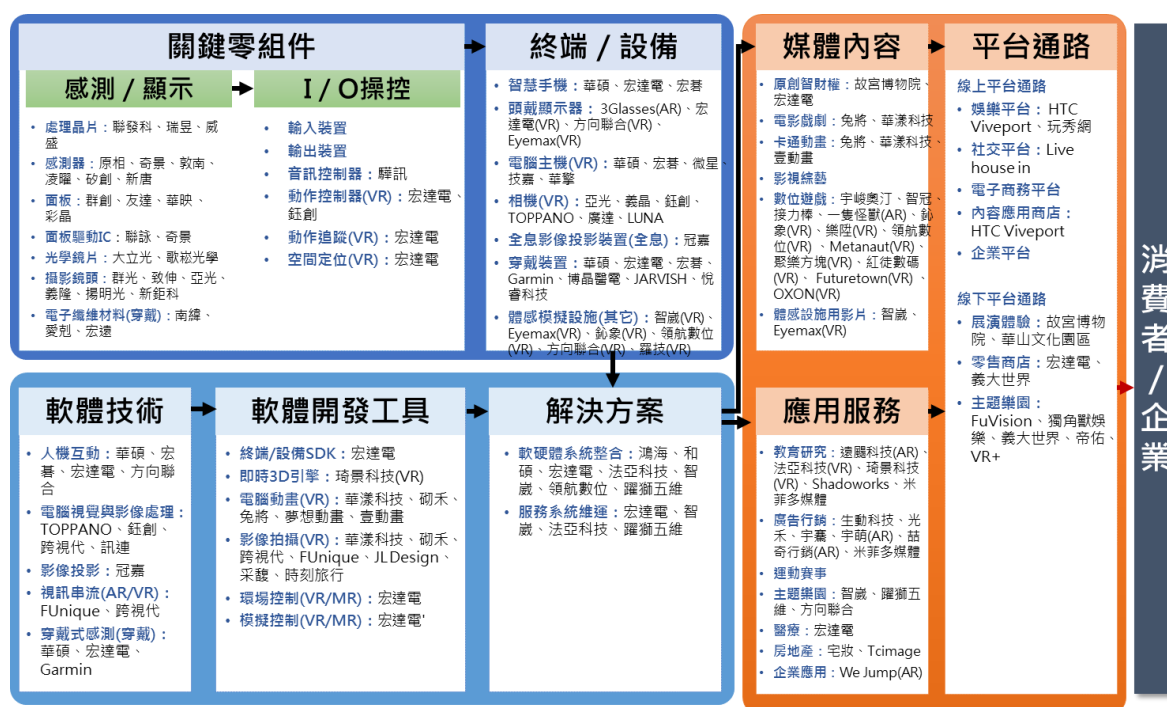 關鍵零組件
感測 / 顯示
• 處理晶片：聯發科、瑞昱、威
盛
• 感測器：原相、奇景、敦南、
凌曜、矽創、新唐
• 面板：群創、友達、華映、
彩晶
• 面板驅動IC：聯詠、奇景
• 光學鏡片：大立光、歌崧光學
• 攝影鏡頭：群光、致伸、亞光、
義隆、揚明光、新鉅科
• 電子纖維材料(穿戴)：南緯、
愛剋、宏遠
I / O操控
• 輸入裝置
• 輸出裝置
• 音訊控制器：驊訊
• 動作控制器(VR)：宏達電、
鈺創
• 動作追蹤(VR)：宏達電
• 空間定位(VR)：宏達電
終端 / 設備
• 智慧手機：華碩、宏達電、宏碁
• 頭戴顯示器：3Glasses(AR)、宏
達電(VR)、方向聯合(VR)、
Eyemax(VR)
• 電腦主機(VR)：華碩、宏碁、微星、
技嘉、華擎
• 相機(VR)：亞光、義晶、鈺創、
TOPPANO、廣達、LUNA
• 全息影像投影裝置(全息)：冠嘉
• 穿戴裝置：華碩、宏達電、宏碁、
Garmin、博晶醫電、JARVISH、悅
睿科技
• 體感模擬設施(其它)：智崴(VR)、
Eyemax(VR)、鈊象(VR)、領航數位
(VR)、方向聯合(VR)、羅技(VR)
媒體內容
• 原創智財權：故宮博物院、
宏達電
• 電影戲劇：兔將、華漾科技
• 卡通動畫：兔將、華漾科技、
壹動畫
• 影視綜藝
• 數位遊戲：宇峻奧汀、智冠、
接力棒、一隻怪獸(AR)、鈊
象(VR)、樂陞(VR)、領航數
位(VR) 、Metanaut(VR)、
聚樂方塊(VR)、紅徒數碼
(VR)、 Futuretown(VR) 、
OXON(VR)
• 體感設施用影片：智崴、
Eyemax(VR)
平台通路
線上平台通路
• 娛樂平台：HTC
Viveport、玩秀網
• 社交平台：Live
house in
• 電子商務平台
• 內容應用商店：
HTC Viveport
• 企業平台
線下平台通路
• 展演體驗：故宮博物
院、華山文化園區
• 零售商店：宏達電、
義大世界
• 主題樂園：
FuVision、獨角獸娛
樂、義大世界、帝佑、
VR+
軟體技術
• 人機互動：華碩、宏
碁、宏達電、方向聯
合
• 電腦視覺與影像處理：
TOPPANO、鈺創、
跨視代、訊連
• 影像投影：冠嘉
• 視訊串流(AR/VR)：
FUnique、跨視代
• 穿戴式感測(穿戴)：
華碩、宏達電、
Garmin
軟體開發工具
• 終端/設備SDK：宏達電
• 即時3D引擎：琦景科技(VR)
• 電腦動畫(VR)：華漾科技、砌禾、
兔將、夢想動畫、壹動畫
• 影像拍攝(VR)：華漾科技、砌禾、
跨視代、FUnique、JL Design、
采馥、時刻旅行
• 環場控制(VR/MR)：宏達電
• 模擬控制(VR/MR)：宏達電'
解決方案
• 軟硬體系統整合：鴻海、和
碩、宏達電、法亞科技、智
崴、領航數位、躍獅五維
• 服務系統維運：宏達電、智
崴、法亞科技、躍獅五維
應用服務
• 教育研究：遠颺科技(AR)、
法亞科技(VR)、琦景科技
(VR)、Shadoworks、米
菲多媒體
• 廣告行銷：生動科技、光
禾、宇騫、宇萌(AR)、喆
奇行銷(AR)、米菲多媒體
• 運動賽事
• 主題樂園：智崴、躍獅五
維、方向聯合
• 醫療：宏達電
• 房地產：宅妝、Tcimage
• 企業應用：We Jump(AR)
消費者/企業